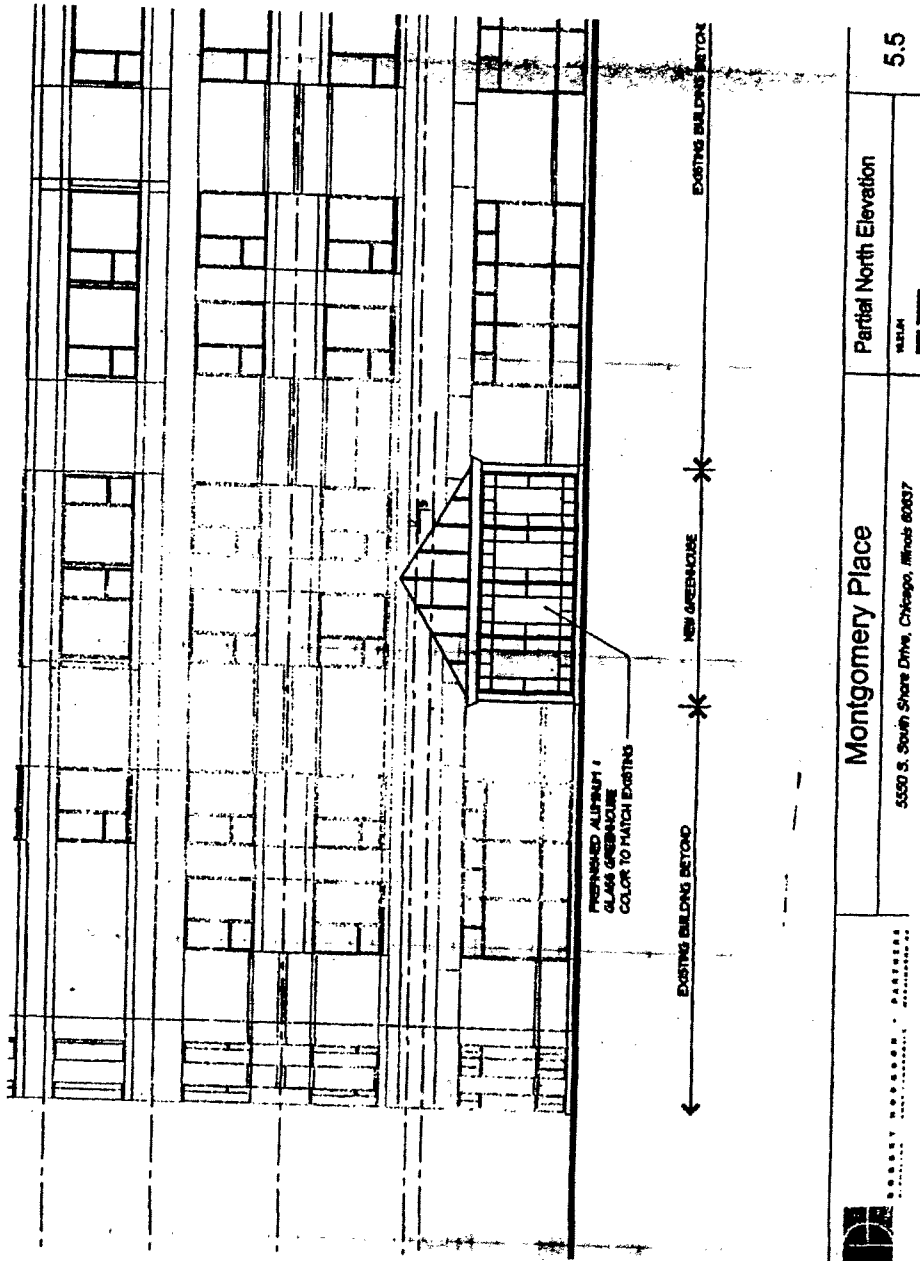 PREFINISHED ALUMINUM &
GLASS GREENHOUSE
COLOR TO MATCH EXISTING
EXISTING BUILDING BEYOND
NEW GREENHOUSE
EXISTING BUILDING BEYOND
PARTNERS
Montgomery Place
5550 S. South Shore Drive, Chicago, Illinois 60637
Partial North Elevation
5.5